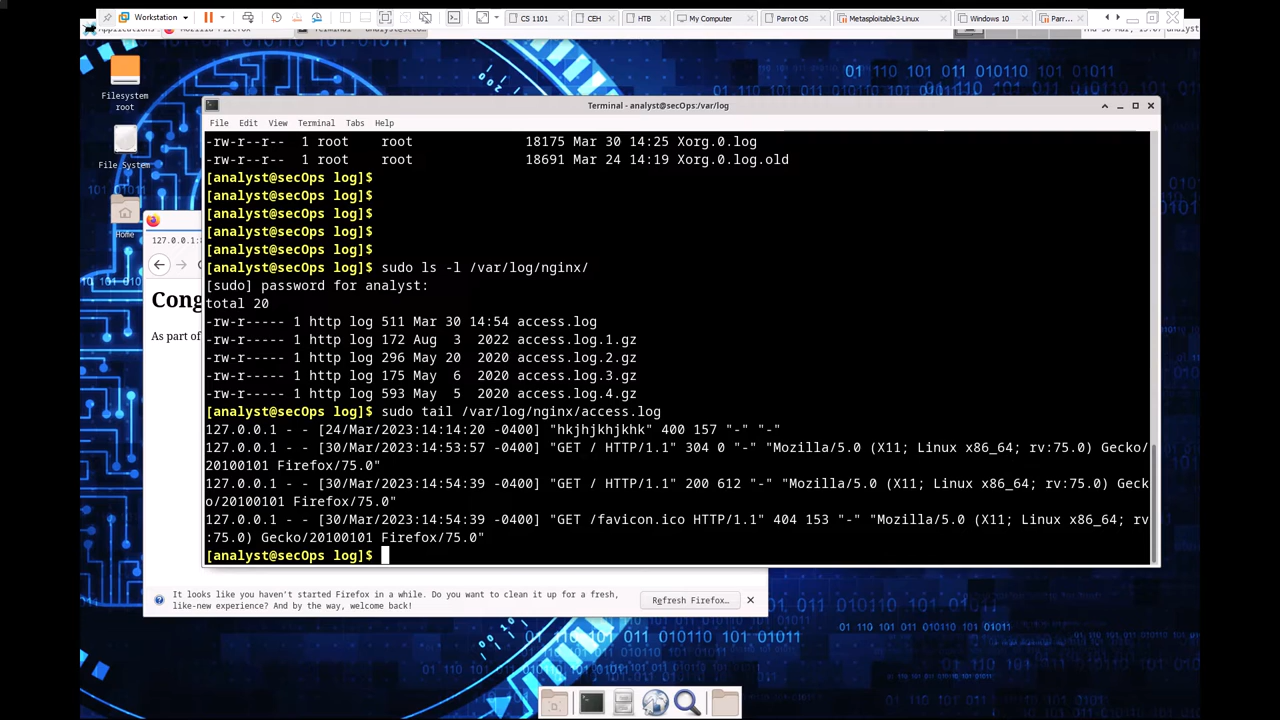 Workstation
CS 1101
CEH
HTB
My Computer
Parrot OS
Metasploitable3-Linux
Windows 10
Parr...
Filesystem
root
File System
Home
Terminal - analyst@secOps:/var/log
File Edit View Terminal Tabs Help
-rw-r--r-- 1 root root 18175 Mar 30 14:25 Xorg.0.log
-rw-r--r-- 1 root root 18691 Mar 24 14:19 Xorg.0.log.old
[analyst@secOps log]$
[analyst@secOps log]$
[analyst@secOps log]$
[analyst@secOps log]$
[analyst@secOps log]$
[analyst@secOps log]$ sudo ls -l /var/log/nginx/
[sudo] password for analyst:
total 20
-rw-r----- 1 http log 511 Mar 30 14:54 access.log
-rw-r----- 1 http log 172 Aug 3 2022 access.log.1.gz
-rw-r----- 1 http log 296 May 20 2020 access.log.2.gz
-rw-r----- 1 http log 175 May 6 2020 access.log.3.gz
-rw-r----- 1 http log 593 May 5 2020 access.log.4.gz
[analyst@secOps log]$ sudo tail /var/log/nginx/access.log
127.0.0.1 - - [24/Mar/2023:14:14:20 -0400] "hkjhjkhjkhk" 400 157 "-" "-"
127.0.0.1 - - [30/Mar/2023:14:53:57 -0400] "GET / HTTP/1.1" 304 0 "-" "Mozilla/5.0 (X11; Linux x86_64; rv:75.0) Gecko/
20100101 Firefox/75.0"
127.0.0.1 - - [30/Mar/2023:14:54:39 -0400] "GET / HTTP/1.1" 200 612 "-" "Mozilla/5.0 (X11; Linux x86_64; rv:75.0) Geck
o/20100101 Firefox/75.0"
127.0.0.1 - - [30/Mar/2023:14:54:39 -0400] "GET /favicon.ico HTTP/1.1" 404 153 "-" "Mozilla/5.0 (X11; Linux x86_64; rv
:75.0) Gecko/20100101 Firefox/75.0"
[analyst@secOps log]$
127.0.0.1:
Cong
As part of
It looks like you haven't started Firefox in a while. Do you want to clean it up for a fresh,
like-new experience? And by the way, welcome back!
Refresh Firefox…